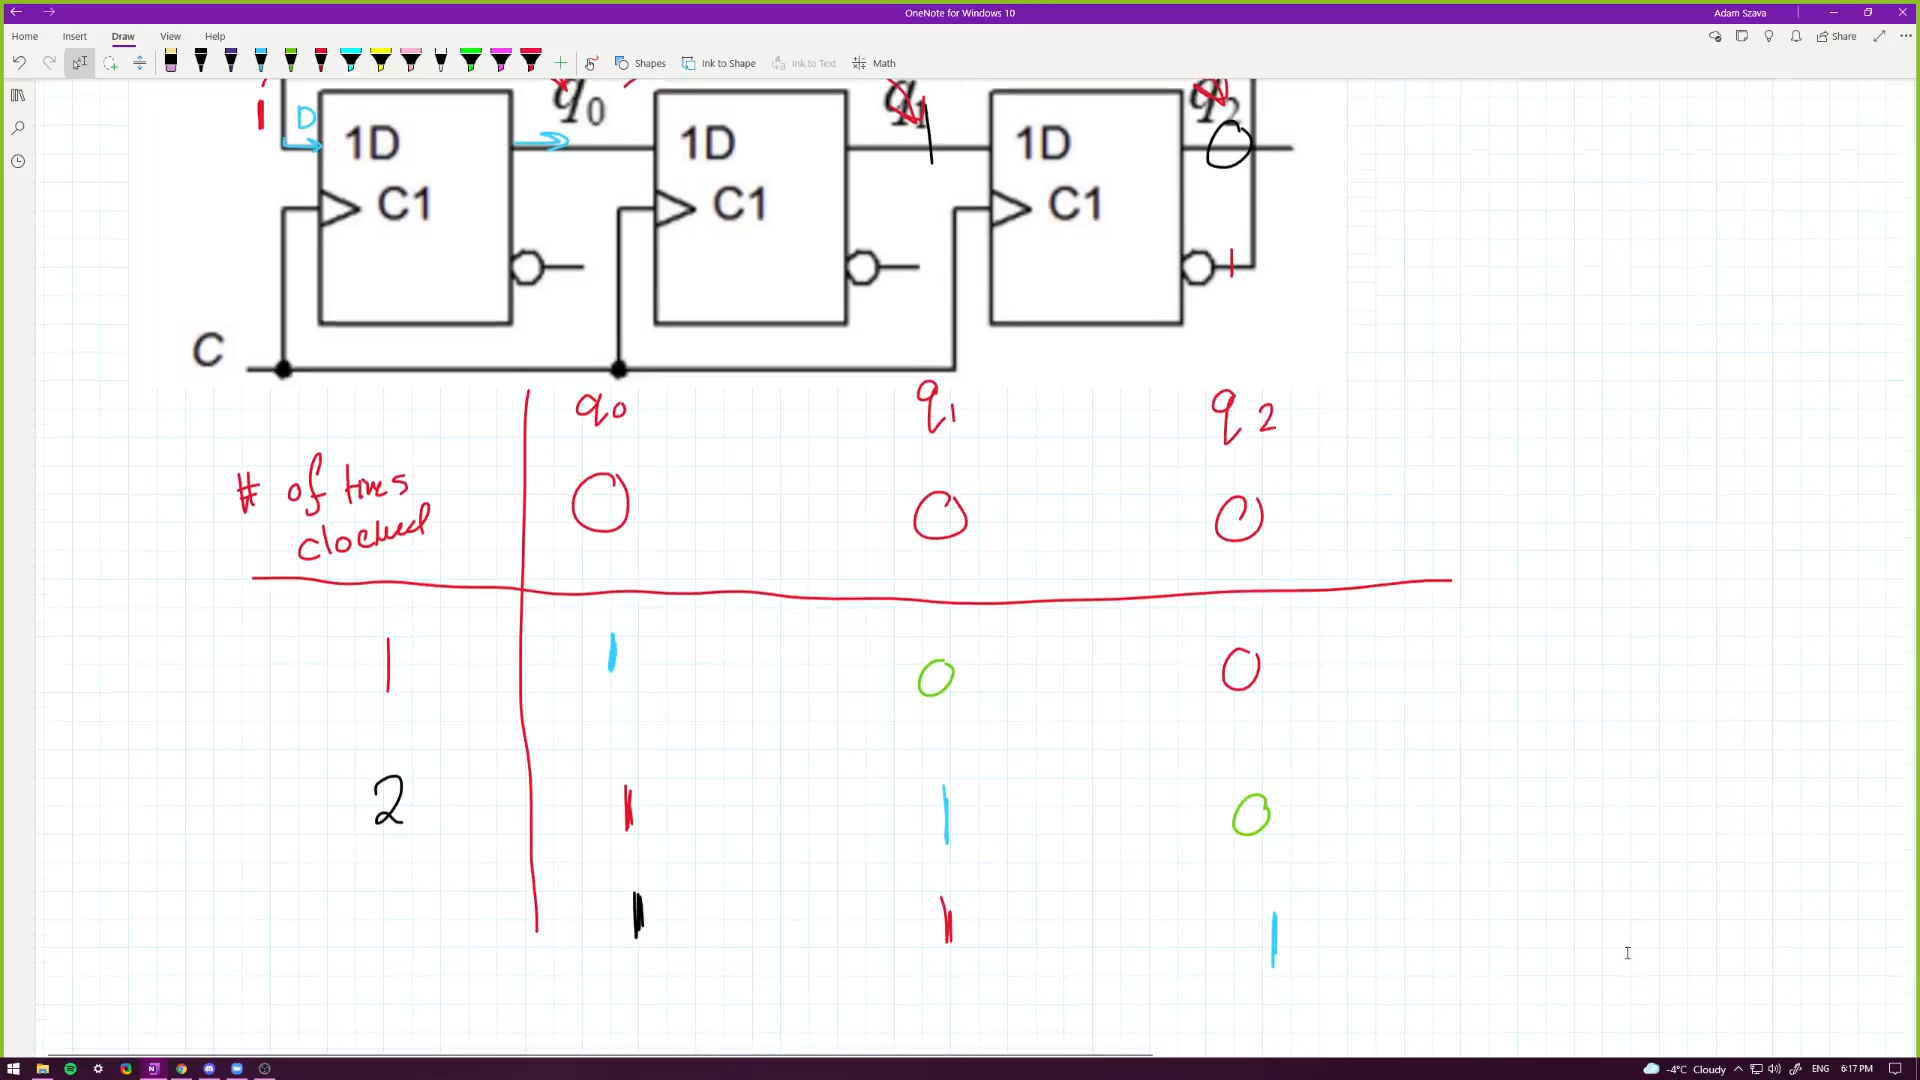 OneNote for Windows 10
Adam Szava
Home Insert Draw View Help
Share
Shapes Ink to Shape Ink to Text Math
q0 q1 q2
1 D
1D 1D 1D
0
C1 C1 C1
1
C
q0 q1 q2
# of times
clocked
0 0 0
1 1 0 0
2 1 1 0
1 1 1
-4°C Cloudy ENG 6:17 PM